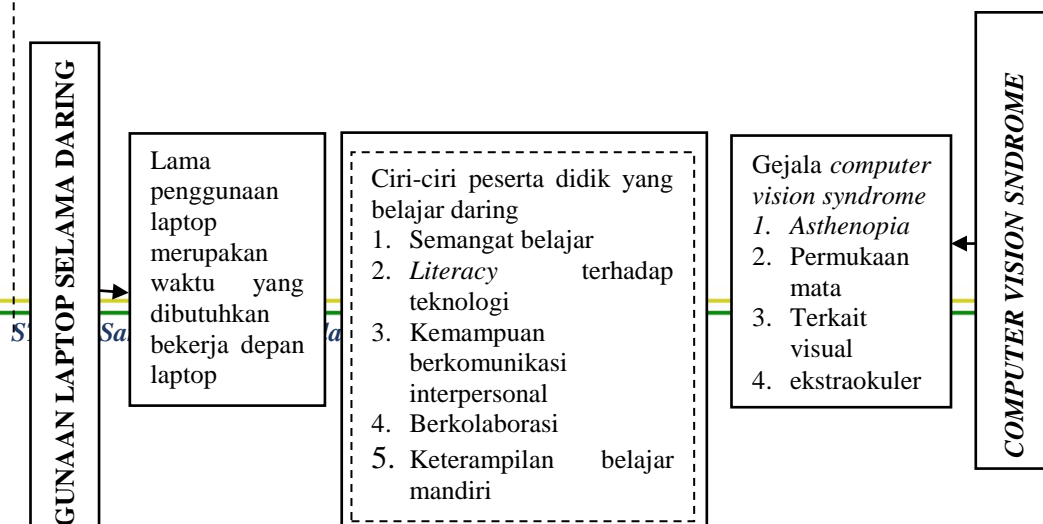 GUNAAN LAPTOP SELAMA DARING
Lama
penggunaan
laptop
merupakan
waktu yang
dibutuhkan
bekerja depan
laptop
Ciri-ciri peserta didik yang
belajar daring
1. Semangat belajar
2. Literacy terhadap
teknologi
3. Kemampuan
berkomunikasi
interpersonal
4. Berkolaborasi
5. Keterampilan belajar
mandiri
Gejala computer
vision syndrome
1. Asthenopia
2. Permukaan
mata
3. Terkait
visual
4. ekstraokuler
COMPUTER VISION SNDROME